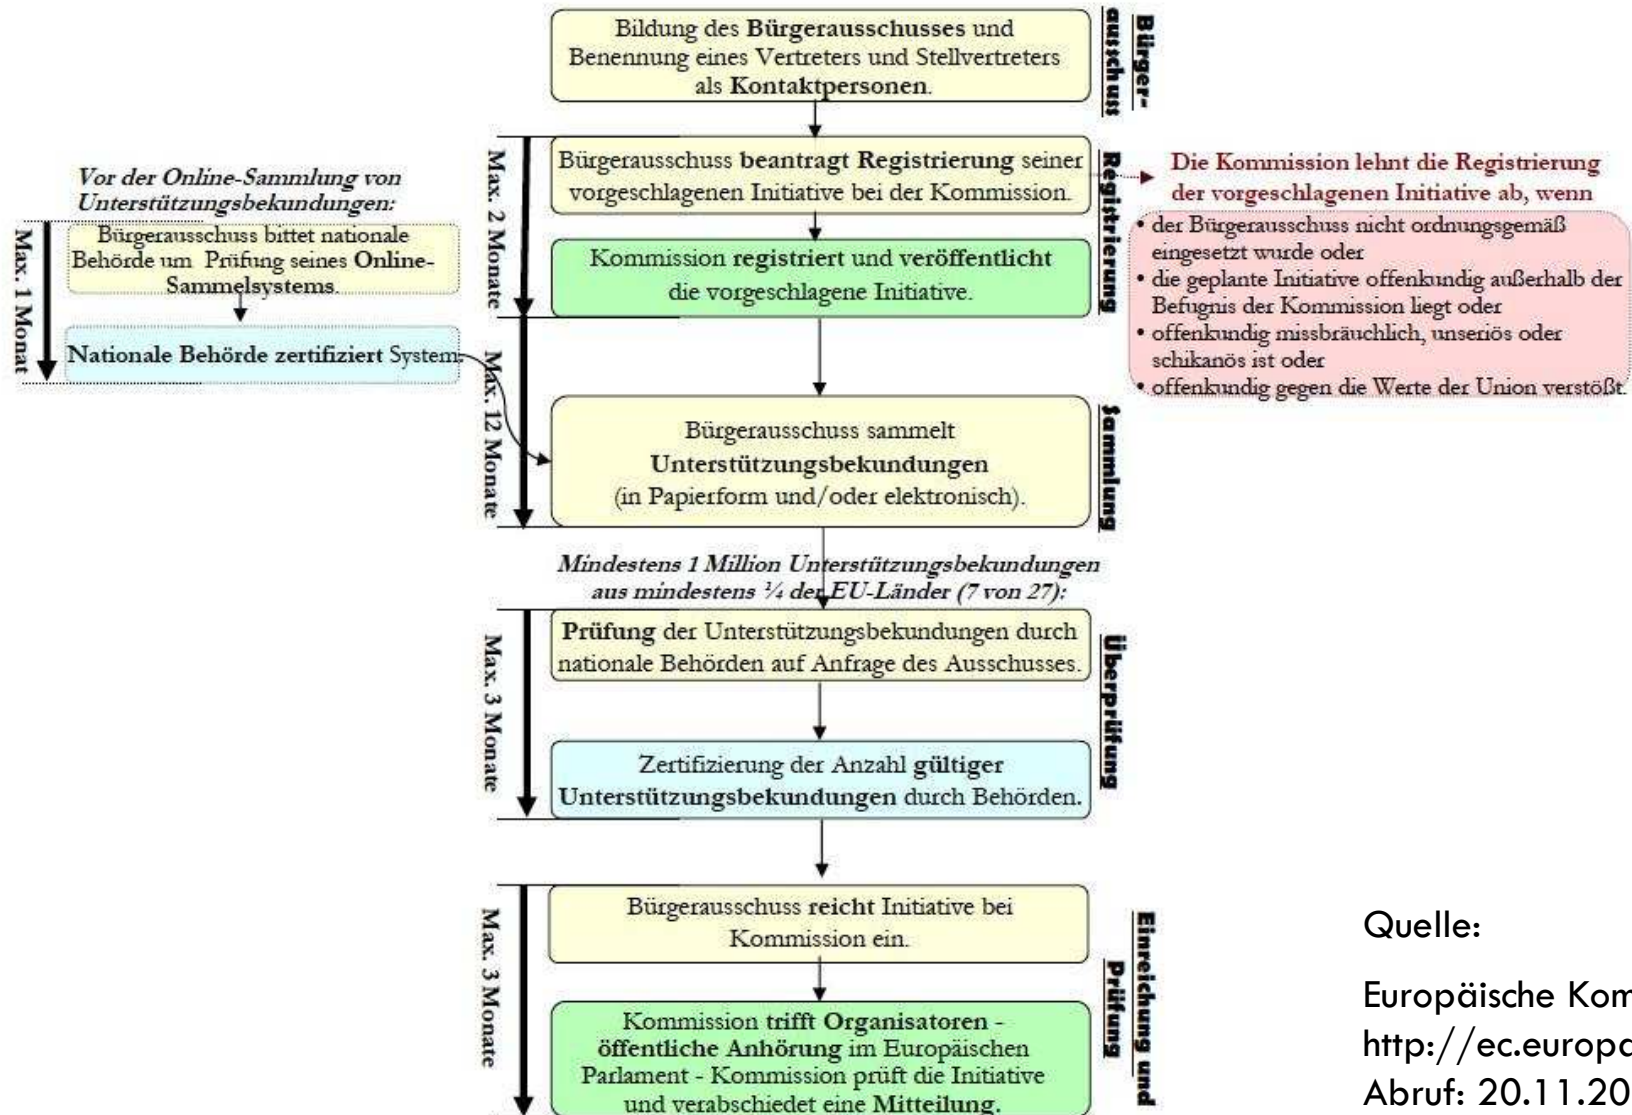 Bildung des Bürgerausschusses und
Benennung eines Vertreters und Stellvertreters
als Kontaktpersonen.
Bürger-
ausschuss
Max. 2 Monate
Bürgerausschuss beantragt Registrierung seiner
vorgeschlagenen Initiative bei der Kommission.
Kommission registriert und veröffentlicht
die vorgeschlagene Initiative.
Registrierung
Die Kommission lehnt die Registrierung
der vorgeschlagenen Initiative ab, wenn
• der Bürgerausschuss nicht ordnungsgemäß
eingesetzt wurde oder
• die geplante Initiative offenkundig außerhalb der
Befugnis der Kommission liegt oder
• offenkundig missbräuchlich, unseriös oder
schikanös ist oder
• offenkundig gegen die Werte der Union verstößt.
Vor der Online-Sammlung von
Unterstützungsbekundungen:
Max. 1 Monat
Bürgerausschuss bittet nationale
Behörde um Prüfung seines Online-
Sammelsystems.
Nationale Behörde zertifiziert System.
Max. 12 Monate
Bürgerausschuss sammelt
Unterstützungsbekundungen
(in Papierform und/oder elektronisch).
Sammlung
Mindestens 1 Million Unterstützungsbekundungen
aus mindestens ¼ der EU-Länder (7 von 27):
Max. 3 Monate
Prüfung der Unterstützungsbekundungen durch
nationale Behörden auf Anfrage des Ausschusses.
Zertifizierung der Anzahl gültiger
Unterstützungsbekundungen durch Behörden.
Überprüfung
Max. 3 Monate
Bürgerausschuss reicht Initiative bei
Kommission ein.
Kommission trifft Organisatoren -
öffentliche Anhörung im Europäischen
Parlament - Kommission prüft die Initiative
und verabschiedet eine Mitteilung.
Einreichung und
Prüfung
Quelle:
Europäische Kom
http://ec.europa
Abruf: 20.11.20